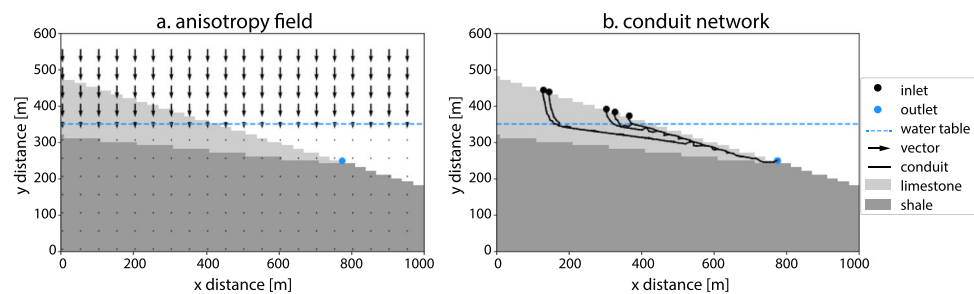 a. anisotropy field
b. conduit network
600
500
400
300
200
100
0
y distance [m]
0
200
400
600
800
1000
x distance [m]
600
500
400
300
200
100
0
y distance [m]
0
200
400
600
800
1000
x distance [m]
inlet
outlet
water table
vector
conduit
limestone
shale